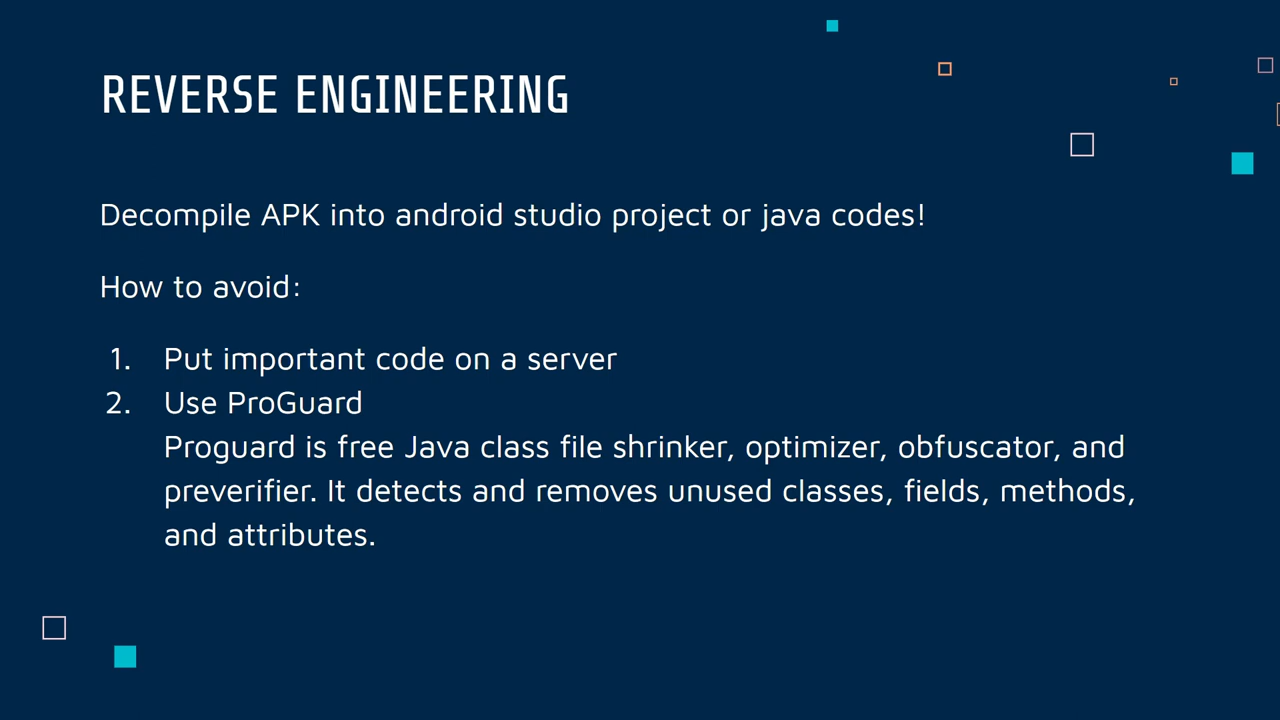 REVERSE ENGINEERING
Decompile APK into android studio project or java codes!
How to avoid:
1. Put important code on a server
2. Use ProGuard
Proguard is free Java class file shrinker, optimizer, obfuscator, and
preverifier. It detects and removes unused classes, fields, methods,
and attributes.